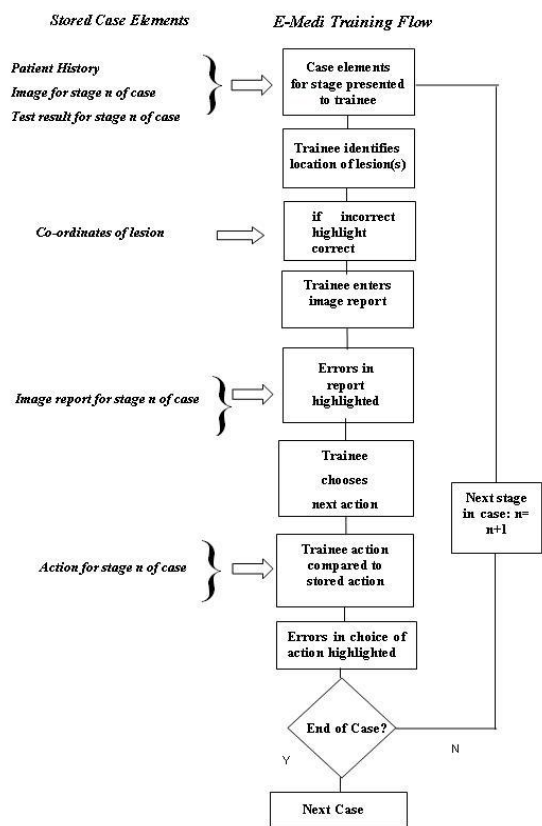 Stored Case Elements
E-Medi Training Flow
Patient History
Image for stage n of case
Test result for stage n of case
Case elements
for stage presented
to trainee
Trainee identifies
location of lesion(s)
Co-ordinates of lesion
if incorrect
highlight
correct
Trainee enters
image report
Image report for stage n of case
Errors in
report
highlighted
Trainee
chooses
next action
Next stage
in case: n=
n+1
Action for stage n of case
Trainee action
compared to
stored action
Errors in choice of
action highlighted
End of Case?
Y
N
Next Case